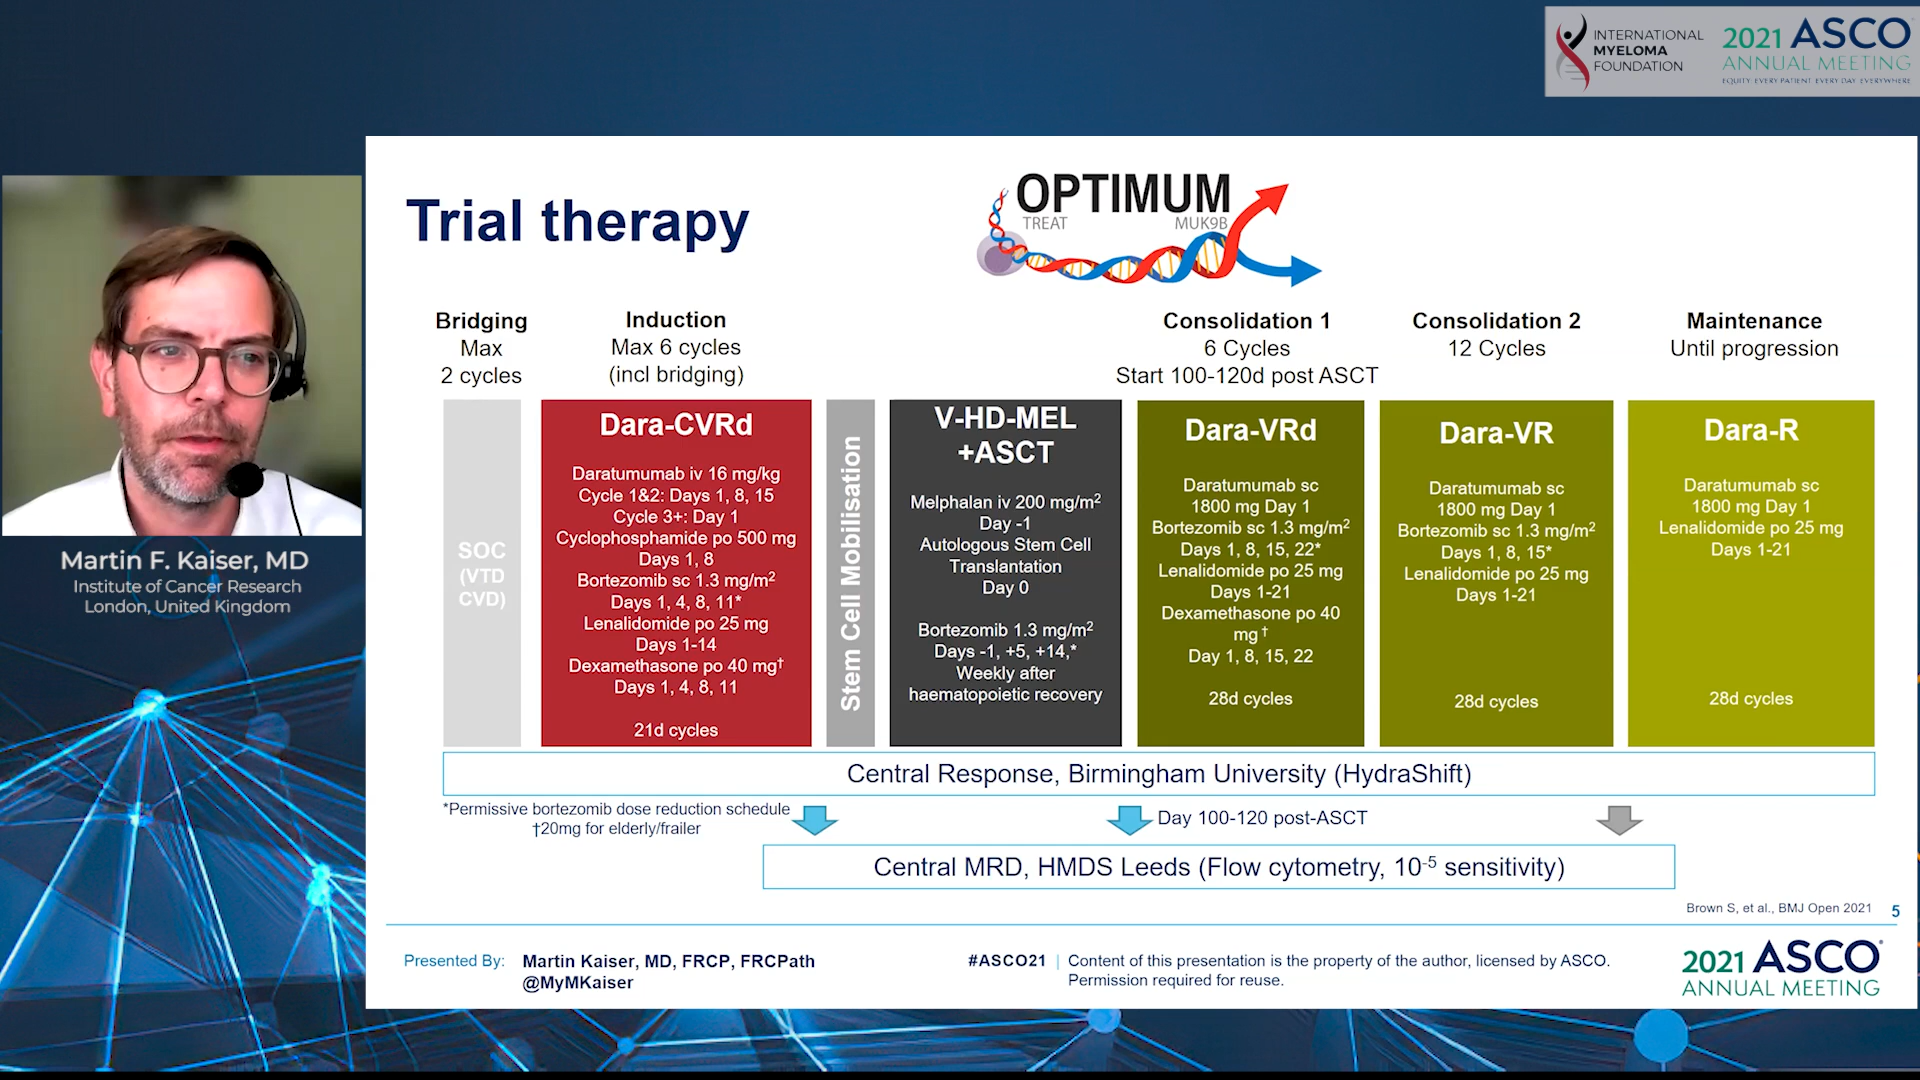 INTERNATIONAL
MYELOMA
FOUNDATION
2021 ASCO
ANNUAL MEETING
EQUITY: EVERY PATIENT. EVERY DAY. EVERYWHERE.
Trial therapy
OPTIMUM
TREAT MUK9B
Bridging
Max
2 cycles
Induction
Max 6 cycles
(incl bridging)
Consolidation 1
6 Cycles
Start 100-120d post ASCT
Consolidation 2
12 Cycles
Maintenance
Until progression
SOC
(VTD
CVD)
Dara-CVRd
Daratumumab iv 16 mg/kg
Cycle 1&2: Days 1, 8, 15
Cycle 3+: Day 1
Cyclophosphamide po 500 mg
Days 1, 8
Bortezomib sc 1.3 mg/m²
Days 1, 4, 8, 11*
Lenalidomide po 25 mg
Days 1-14
Dexamethasone po 40 mg†
Days 1, 4, 8, 11
21d cycles
Stem Cell Mobilisation
V-HD-MEL
+ASCT
Melphalan iv 200 mg/m²
Day -1
Autologous Stem Cell
Translantation
Day 0
Bortezomib 1.3 mg/m²
Days -1, +5, +14,*
Weekly after
haematopoietic recovery
Dara-VRd
Daratumumab sc
1800 mg Day 1
Bortezomib sc 1.3 mg/m²
Days 1, 8, 15, 22*
Lenalidomide po 25 mg
Days 1-21
Dexamethasone po 40
mg †
Day 1, 8, 15, 22
28d cycles
Dara-VR
Daratumumab sc
1800 mg Day 1
Bortezomib sc 1.3 mg/m²
Days 1, 8, 15*
Lenalidomide po 25 mg
Days 1-21
28d cycles
Dara-R
Daratumumab sc
1800 mg Day 1
Lenalidomide po 25 mg
Days 1-21
28d cycles
Central Response, Birmingham University (HydraShift)
*Permissive bortezomib dose reduction schedule
†20mg for elderly/frailer
Day 100-120 post-ASCT
Central MRD, HMDS Leeds (Flow cytometry, 10⁻⁵ sensitivity)
Brown S, et al., BMJ Open 2021 5
Presented By: Martin Kaiser, MD, FRCP, FRCPath
@MyMKaiser
#ASCO21 | Content of this presentation is the property of the author, licensed by ASCO.
Permission required for reuse.
2021 ASCO®
ANNUAL MEETING
Martin F. Kaiser, MD
Institute of Cancer Research
London, United Kingdom